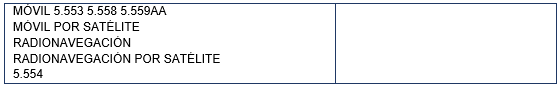 MÓVIL 5.553 5.558 5.559AA
MÓVIL POR SATÉLITE
RADIONAVEGACIÓN
RADIONAVEGACIÓN POR SATÉLITE
5.554